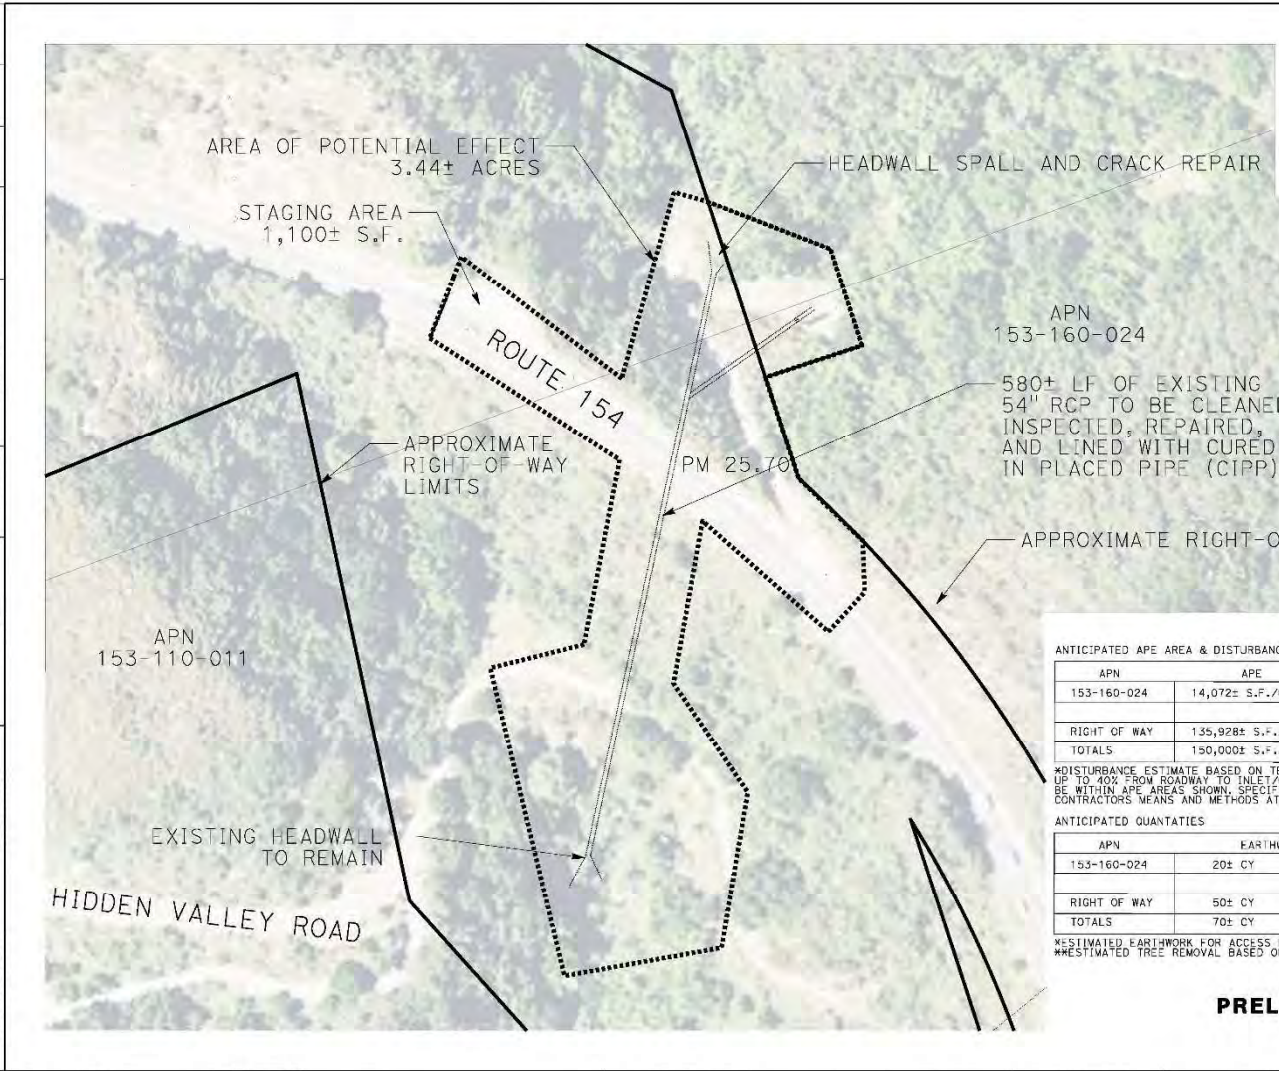 AREA OF POTENTIAL EFFECT
3.44± ACRES
HEADWALL SPALL AND CRACK REPAIR
STAGING AREA
1,100± S.F.
APN
153-160-024
ROUTE 154
580± LF OF EXISTING
54" RCP TO BE CLEANED
INSPECTED, REPAIRED,
AND LINED WITH CURED
IN PLACED PIPE (CIPP)
APPROXIMATE
RIGHT-OF-WAY
LIMITS
PM 25.70
APPROXIMATE RIGHT-O
APN
153-110-011
EXISTING HEADWALL
TO REMAIN
HIDDEN VALLEY ROAD
ANTICIPATED APE AREA & DISTURBANC
APN APE
153-160-024 14,072± S.F./
RIGHT OF WAY 135,928± S.F.
TOTALS 150,000± S.F.
*DISTURBANCE ESTIMATE BASED ON TE
UP TO 40% FROM ROADWAY TO INLET/
BE WITHIN APE AREAS SHOWN. SPECIF
CONTRACTORS MEANS AND METHODS AT
ANTICIPATED QUANTATIES
APN EARTHW
153-160-024 20± CY
RIGHT OF WAY 50± CY
TOTALS 70± CY
*ESTIMATED EARTHWORK FOR ACCESS
**ESTIMATED TREE REMOVAL BASED O
PREL